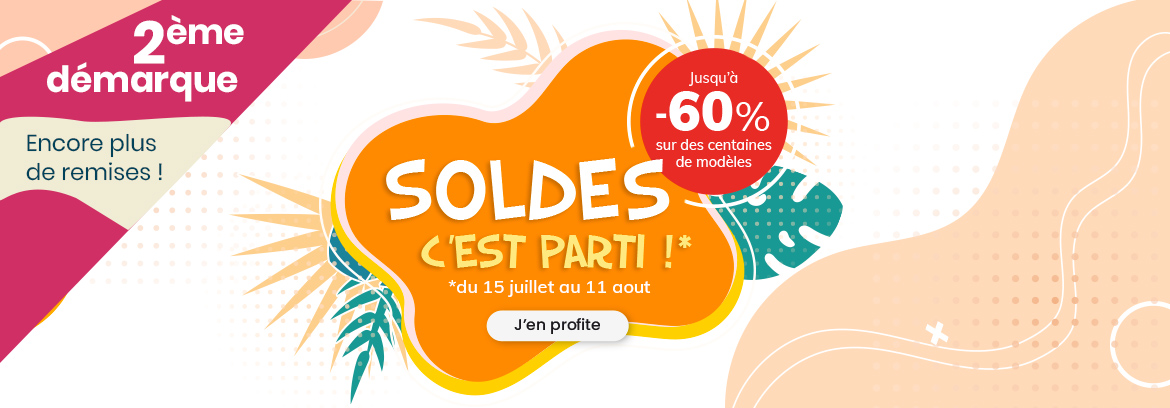 2ème
démarque
Encore plus
de remises !
Jusqu'à
-60%
sur des centaines
de modèles
SOLDES
C'EST PARTI !*
*du 15 juillet au 11 aout
J'en profite